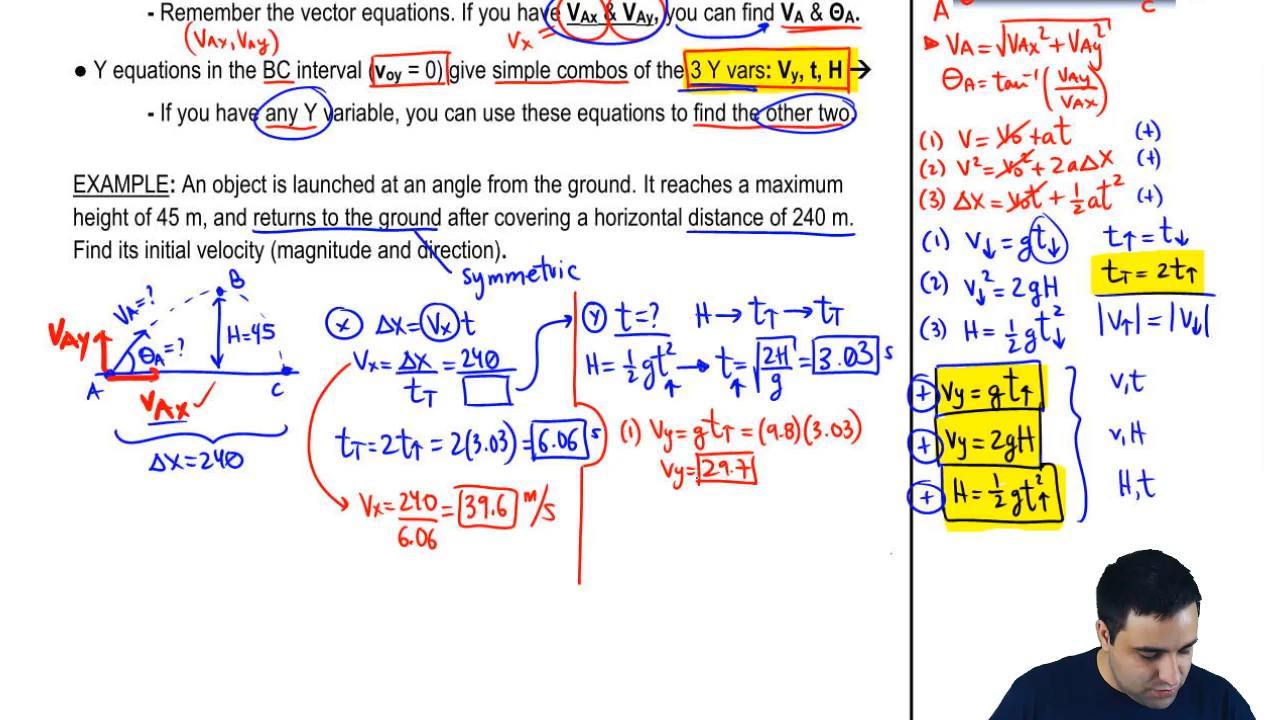 - Remember the vector equations. If you have VAx & VAy, you can find VA & ΘA.
(VAx, VAy)
Vx =
● Y equations in the BC interval (voy = 0) give simple combos of the 3 Y vars: Vy, t, H →
- If you have any Y variable, you can use these equations to find the other two.
EXAMPLE: An object is launched at an angle from the ground. It reaches a maximum
height of 45 m, and returns to the ground after covering a horizontal distance of 240 m.
Find its initial velocity (magnitude and direction).
symmetric
B
VA=?
H=45
VAy
ΘA=?
A
C
VAx ✓
Δx=240
(X) Δx=Vx t
Vx=Δx/tT=240/□
tT=2t↑=2(3.03)=6.06 s
Vx=240/6.06=39.6 m/s
(Y) t=? H→tT→tT
H=½gt↑² → t↑=√(2H/g)=3.03 s
(1) Vy=gt↑=(9.8)(3.03)
Vy=29.7
A C
VA=√(VAx²+VAy²)
ΘA=tan⁻¹(VAy/VAx)
(1) V=V₀+at (+)
(2) V²=V₀²+2aΔX (+)
(3) ΔX=V₀t+½at² (+)
(1) V↓=gt↓ t↑=t↓
tT=2t↑
(2) V↓²=2gH
|V↑|=|V↓|
(3) H=½gt↓²
+ Vy=gt↑ v,t
+ Vy=2gH v,H
+ H=½gt↑² H,t